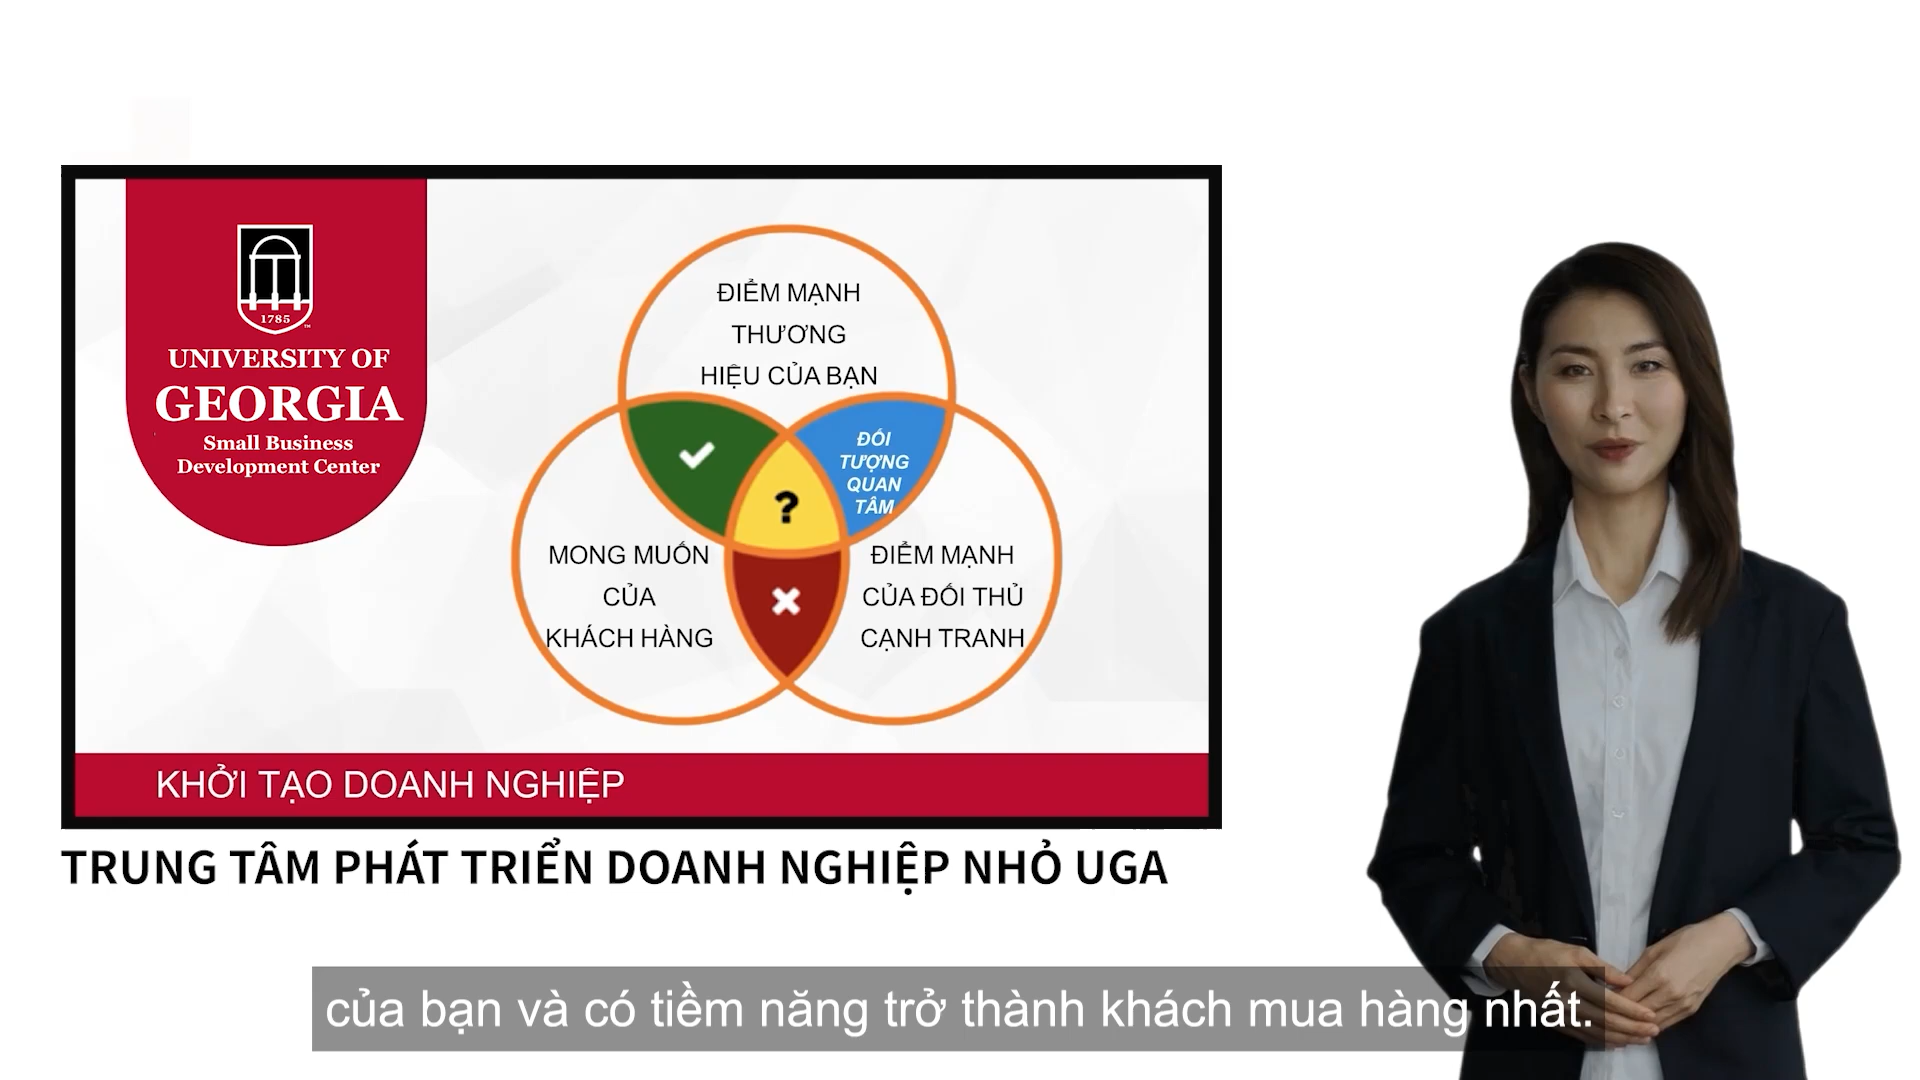 1785
UNIVERSITY OF
GEORGIA
Small Business
Development Center
ĐIỂM MẠNH
THƯƠNG
HIỆU CỦA BẠN
ĐỐI
TƯỢNG
QUAN
TÂM
?
MONG MUỐN
CỦA
KHÁCH HÀNG
ĐIỂM MẠNH
CỦA ĐỐI THỦ
CẠNH TRANH
KHỞI TẠO DOANH NGHIỆP
TRUNG TÂM PHÁT TRIỂN DOANH NGHIỆP NHỎ UGA
của bạn và có tiềm năng trở thành khách mua hàng nhất.